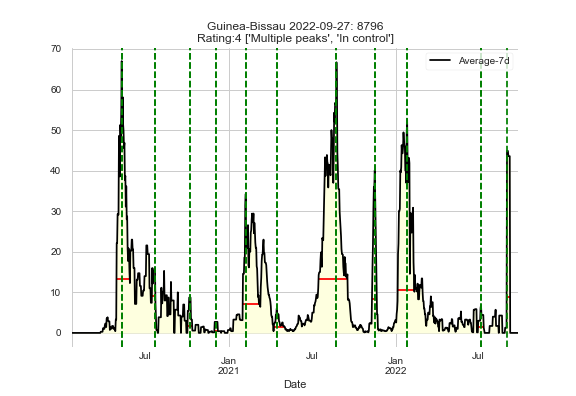 Guinea-Bissau 2022-09-27: 8796
Rating:4 ['Multiple peaks', 'In control']
Average-7d
70
60
50
40
30
20
10
0
Jul
Jan
2021
Jul
Jan
2022
Jul
Date